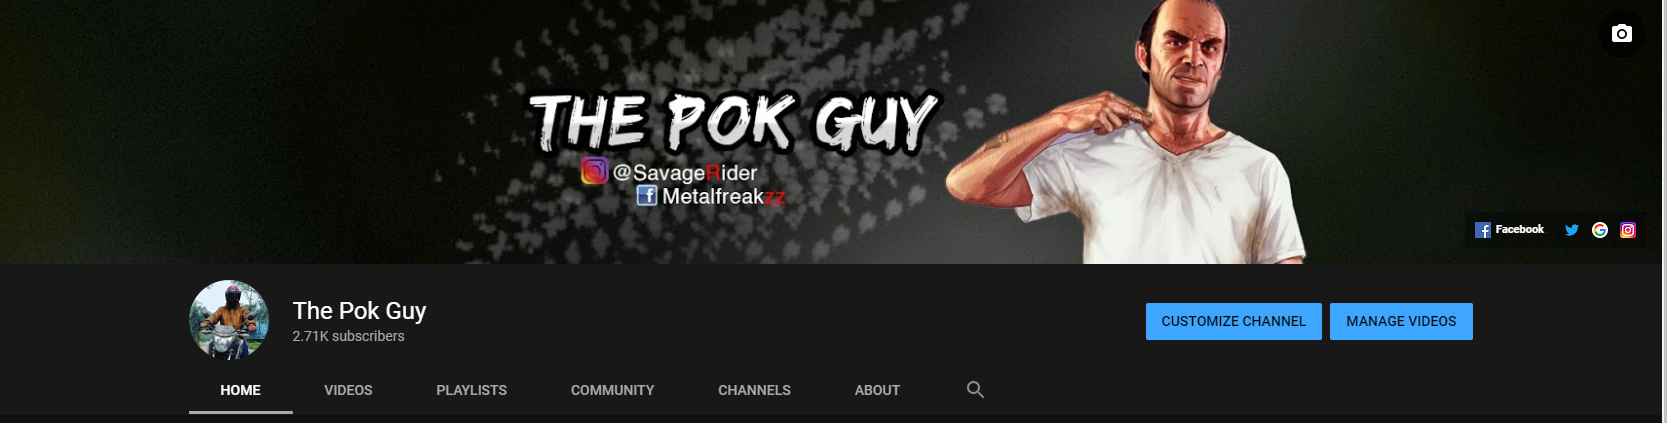 THE POK GUY
@SavageRider
Metalfreakzz
Facebook
The Pok Guy
2.71K subscribers
CUSTOMIZE CHANNEL
MANAGE VIDEOS
HOME VIDEOS PLAYLISTS COMMUNITY CHANNELS ABOUT